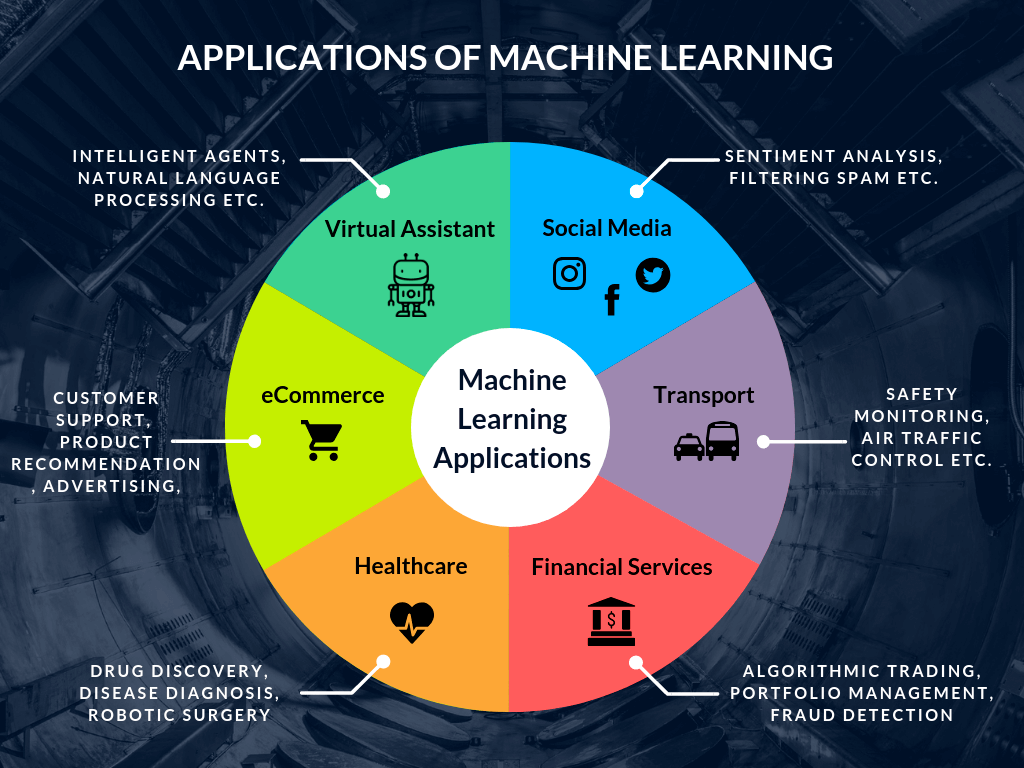 APPLICATIONS OF MACHINE LEARNING
INTELLIGENT AGENTS,
NATURAL LANGUAGE
PROCESSING ETC.
SENTIMENT ANALYSIS,
FILTERING SPAM ETC.
Virtual Assistant
Social Media
eCommerce
Machine
Learning
Applications
Transport
CUSTOMER
SUPPORT,
PRODUCT
RECOMMENDATION
, ADVERTISING,
SAFETY
MONITORING,
AIR TRAFFIC
CONTROL ETC.
Healthcare
Financial Services
$
DRUG DISCOVERY,
DISEASE DIAGNOSIS,
ROBOTIC SURGERY
ALGORITHMIC TRADING,
PORTFOLIO MANAGEMENT,
FRAUD DETECTION